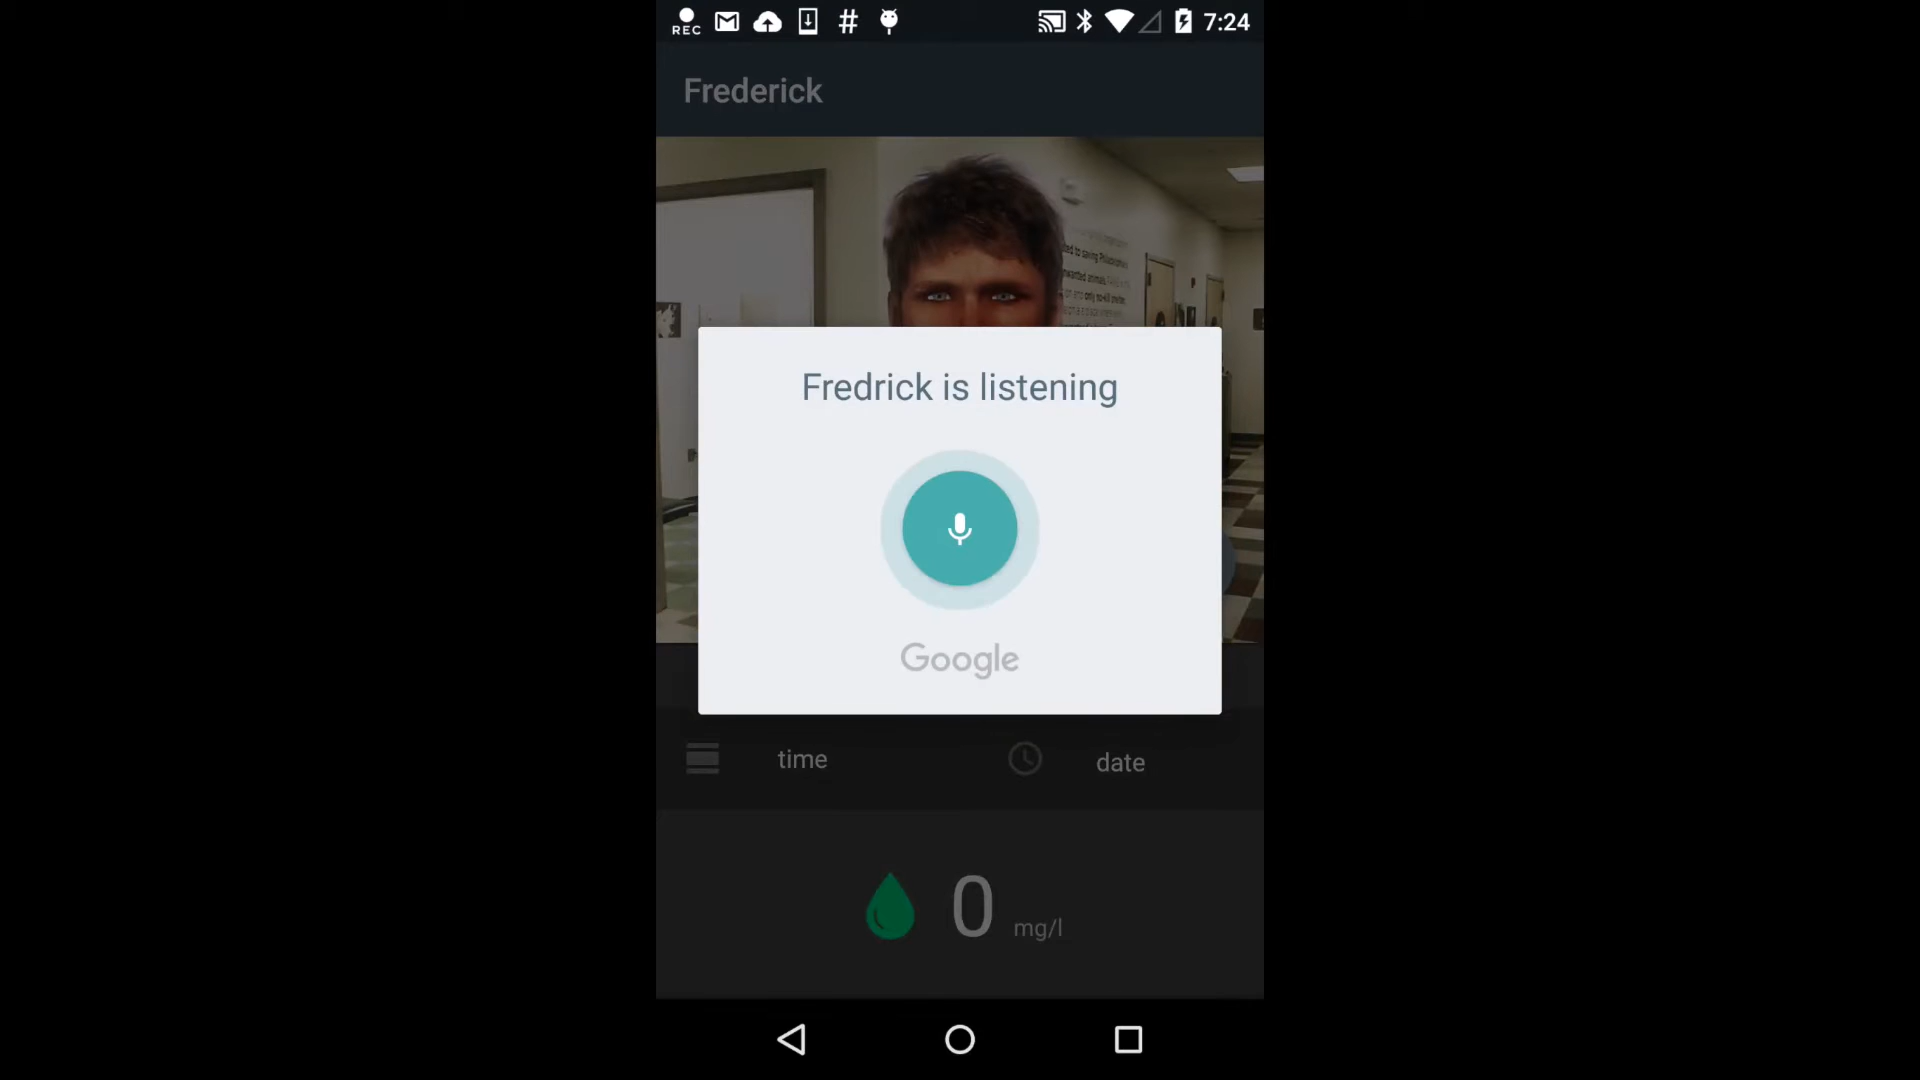 REC # 7:24
Frederick
Fredrick is listening
Google
time date
0 mg/l